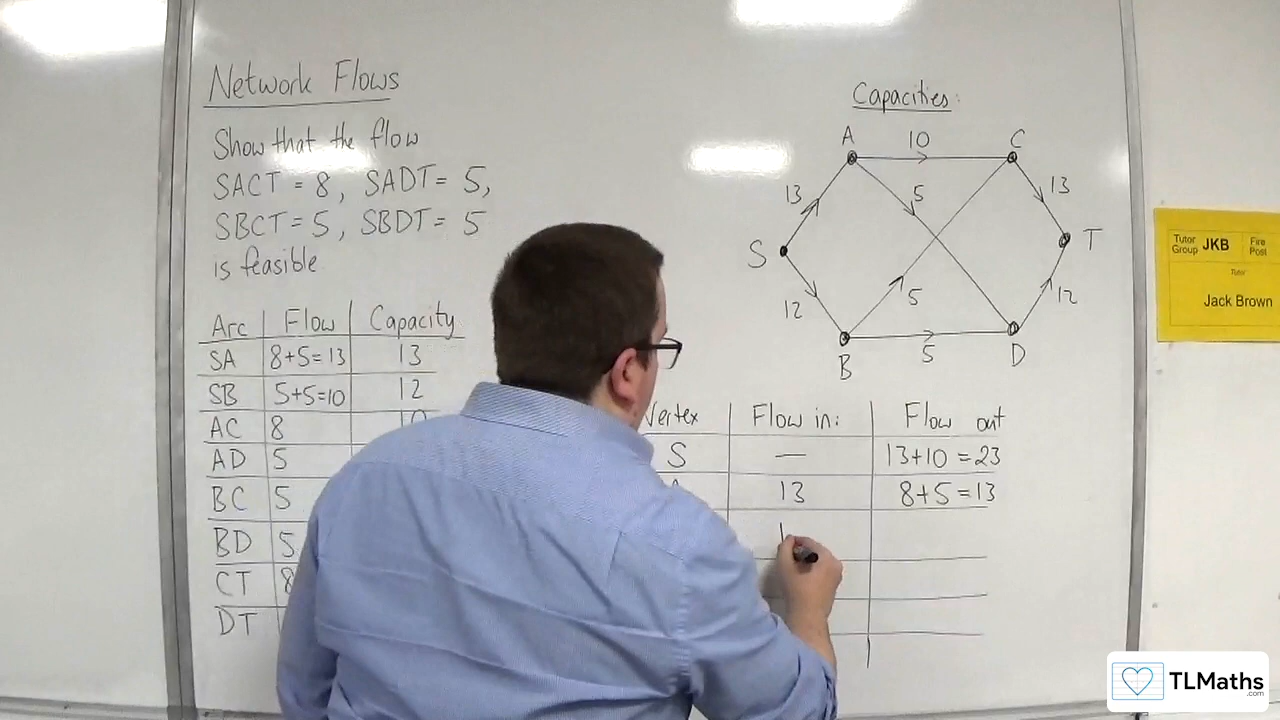 Network Flows
Show that the flow
SACT = 8, SADT = 5,
SBCT = 5, SBDT = 5
is feasible
Arc Flow Capacity
SA 8+5=13 13
SB 5+5=10 12
AC 8 10
AD 5
BC 5
BD 5
CT 8
DT
Capacities:
A 10 C
13 5 13
S T
12 5 12
B 5 D
Vertex Flow in: Flow out
S — 13+10=23
A 13 8+5=13
Tutor Group JKB Fire Post
Tutor
Jack Brown
TLMaths
.com